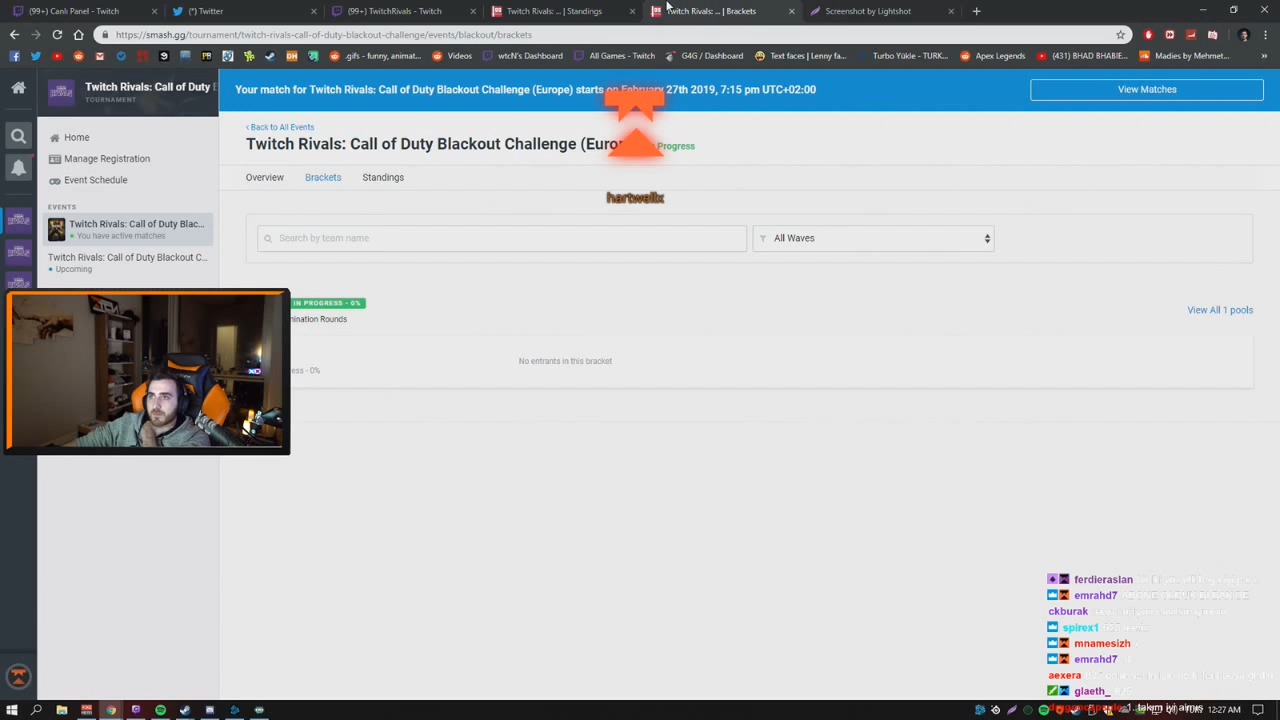 (99+) Canlı Panel - Twitch
(99+) Twitch
(99+) Twitch
Twitch Rivals: ... | Standings
Twitch Rivals: ... | Brackets
Screenshot by Lightshot
https://smash.gg/tournament/twitch-rivals-call-of-duty-blackout-challenge/events/blackout/brackets
.gifs - funny, animat...
Videos
wtcN's Dashboard
All Games - Twitch
G4G / Dashboard
Text faces | Lenny fa...
Turbo Yükle - TURK...
Apex Legends
(431) BHAD BHABIE...
Madies by Mehmet...
Twitch Rivals: Call of Duty
TOURNAMENT
Home
Manage Registration
Event Schedule
EVENTS
Twitch Rivals: Call of Duty Blac...
You have active matches
Twitch Rivals: Call of Duty Blackout C...
Upcoming
Your match for Twitch Rivals: Call of Duty Blackout Challenge (Europe) starts on February 27th 2019, 7:15 pm UTC+02:00
View Matches
‹ Back to All Events
Twitch Rivals: Call of Duty Blackout Challenge (Euro
Progress
Overview
Brackets
Standings
hartwellx
Search by team name
All Waves
IN PROGRESS - 0%
View All 1 pools
ination Rounds
No entrants in this bracket
ress - 0%
ferdieraslan
emrahd7
ckburak
spirex1
mnamesizh
emrahd7
aexera
glaeth_
1. takım
12:27 AM